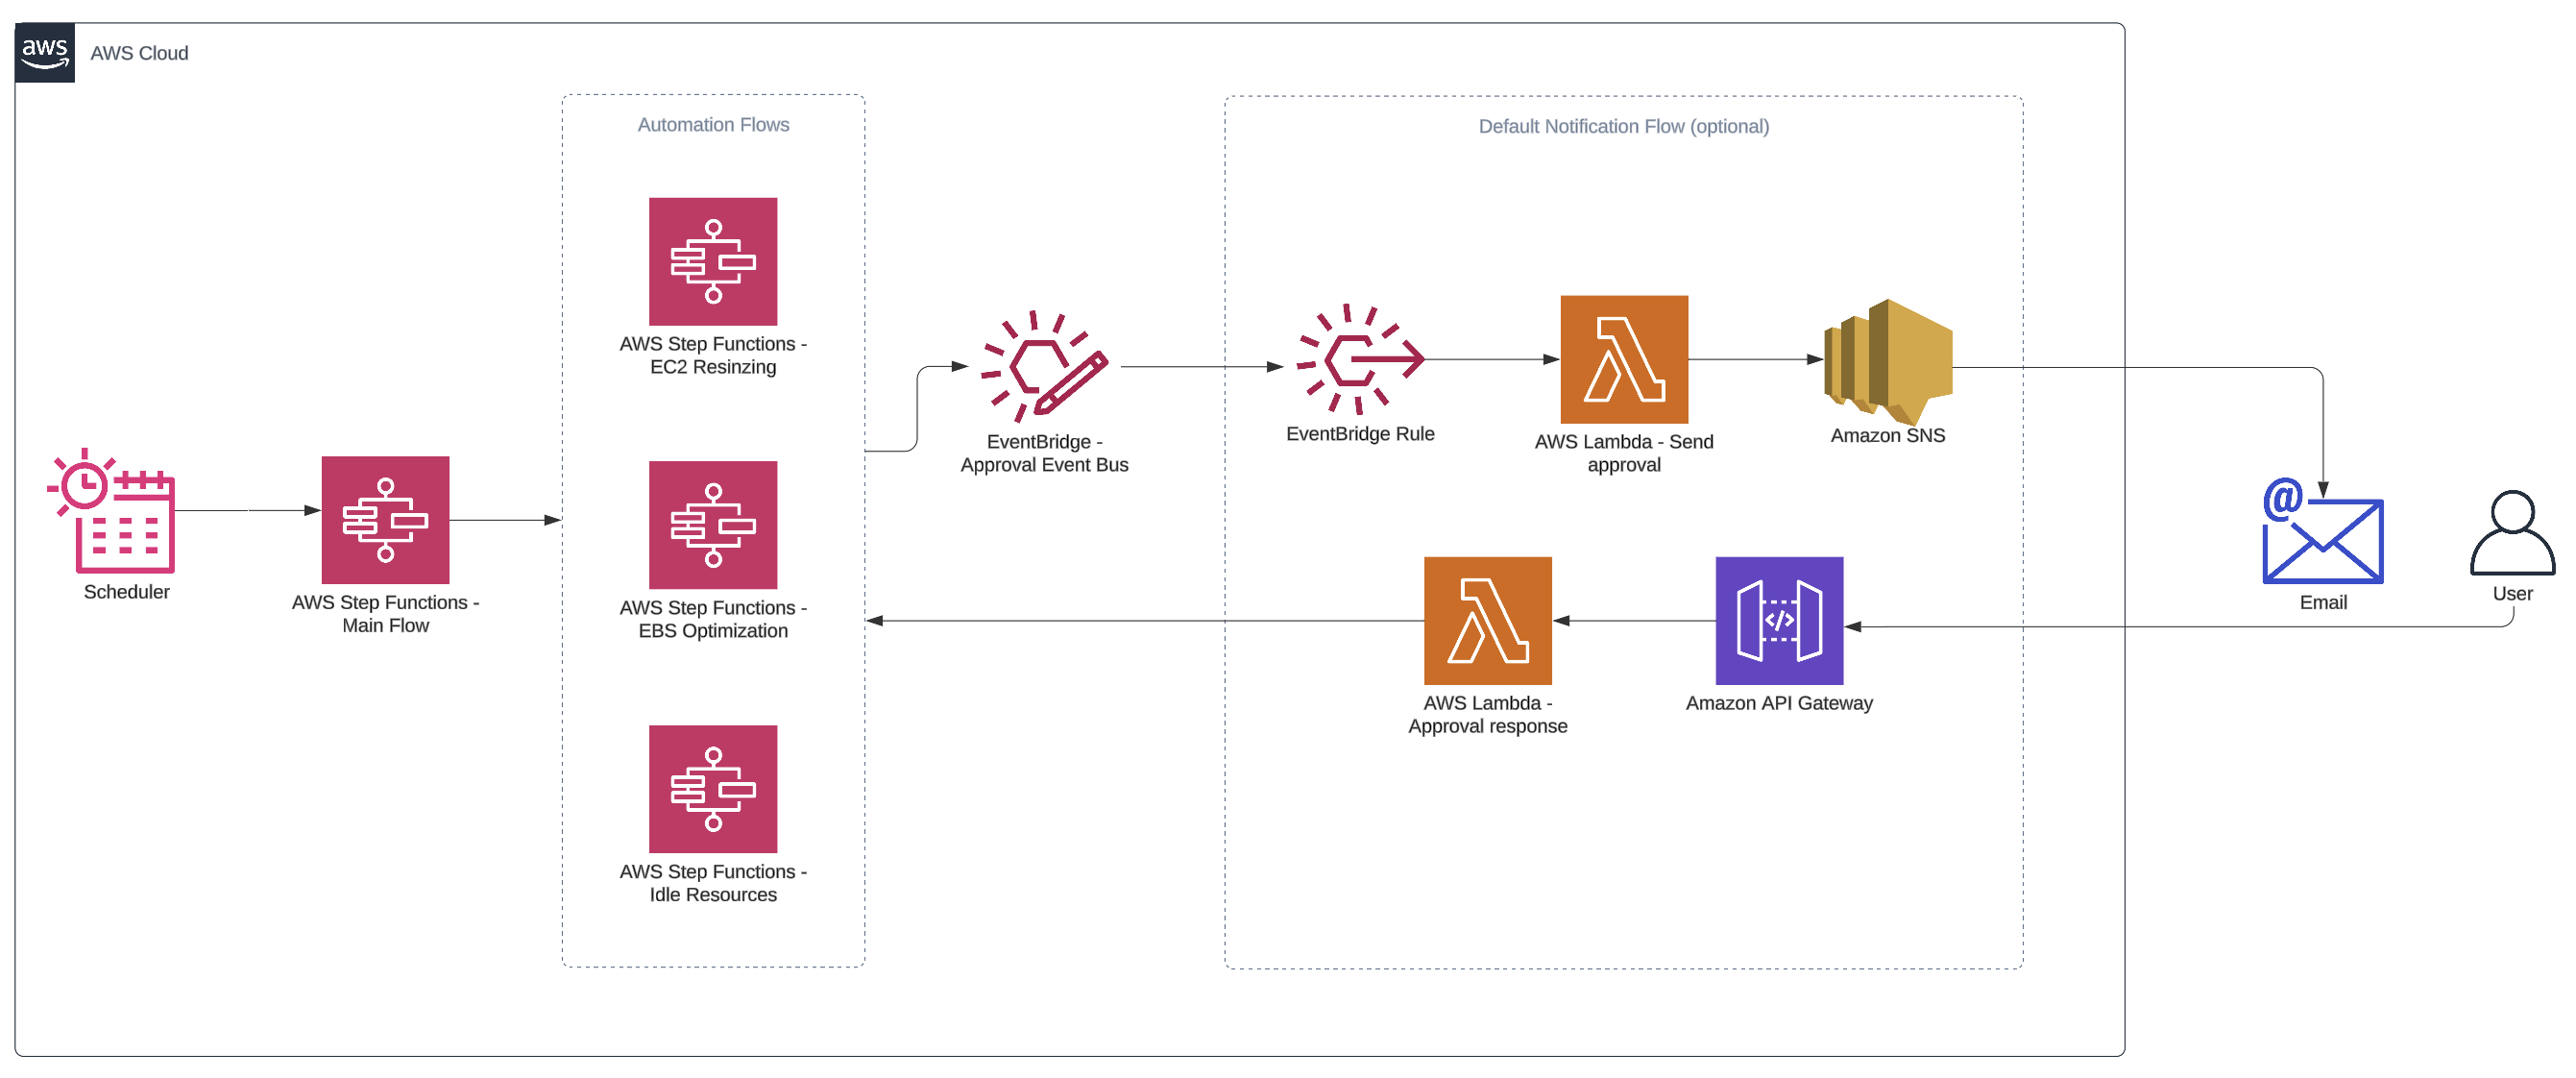 aws
AWS Cloud
Automation Flows
AWS Step Functions -
EC2 Resinzing
AWS Step Functions -
EBS Optimization
AWS Step Functions -
Idle Resources
Scheduler
AWS Step Functions -
Main Flow
EventBridge -
Approval Event Bus
Default Notification Flow (optional)
EventBridge Rule
AWS Lambda - Send
approval
Amazon SNS
AWS Lambda -
Approval response
</>
Amazon API Gateway
@
Email
User